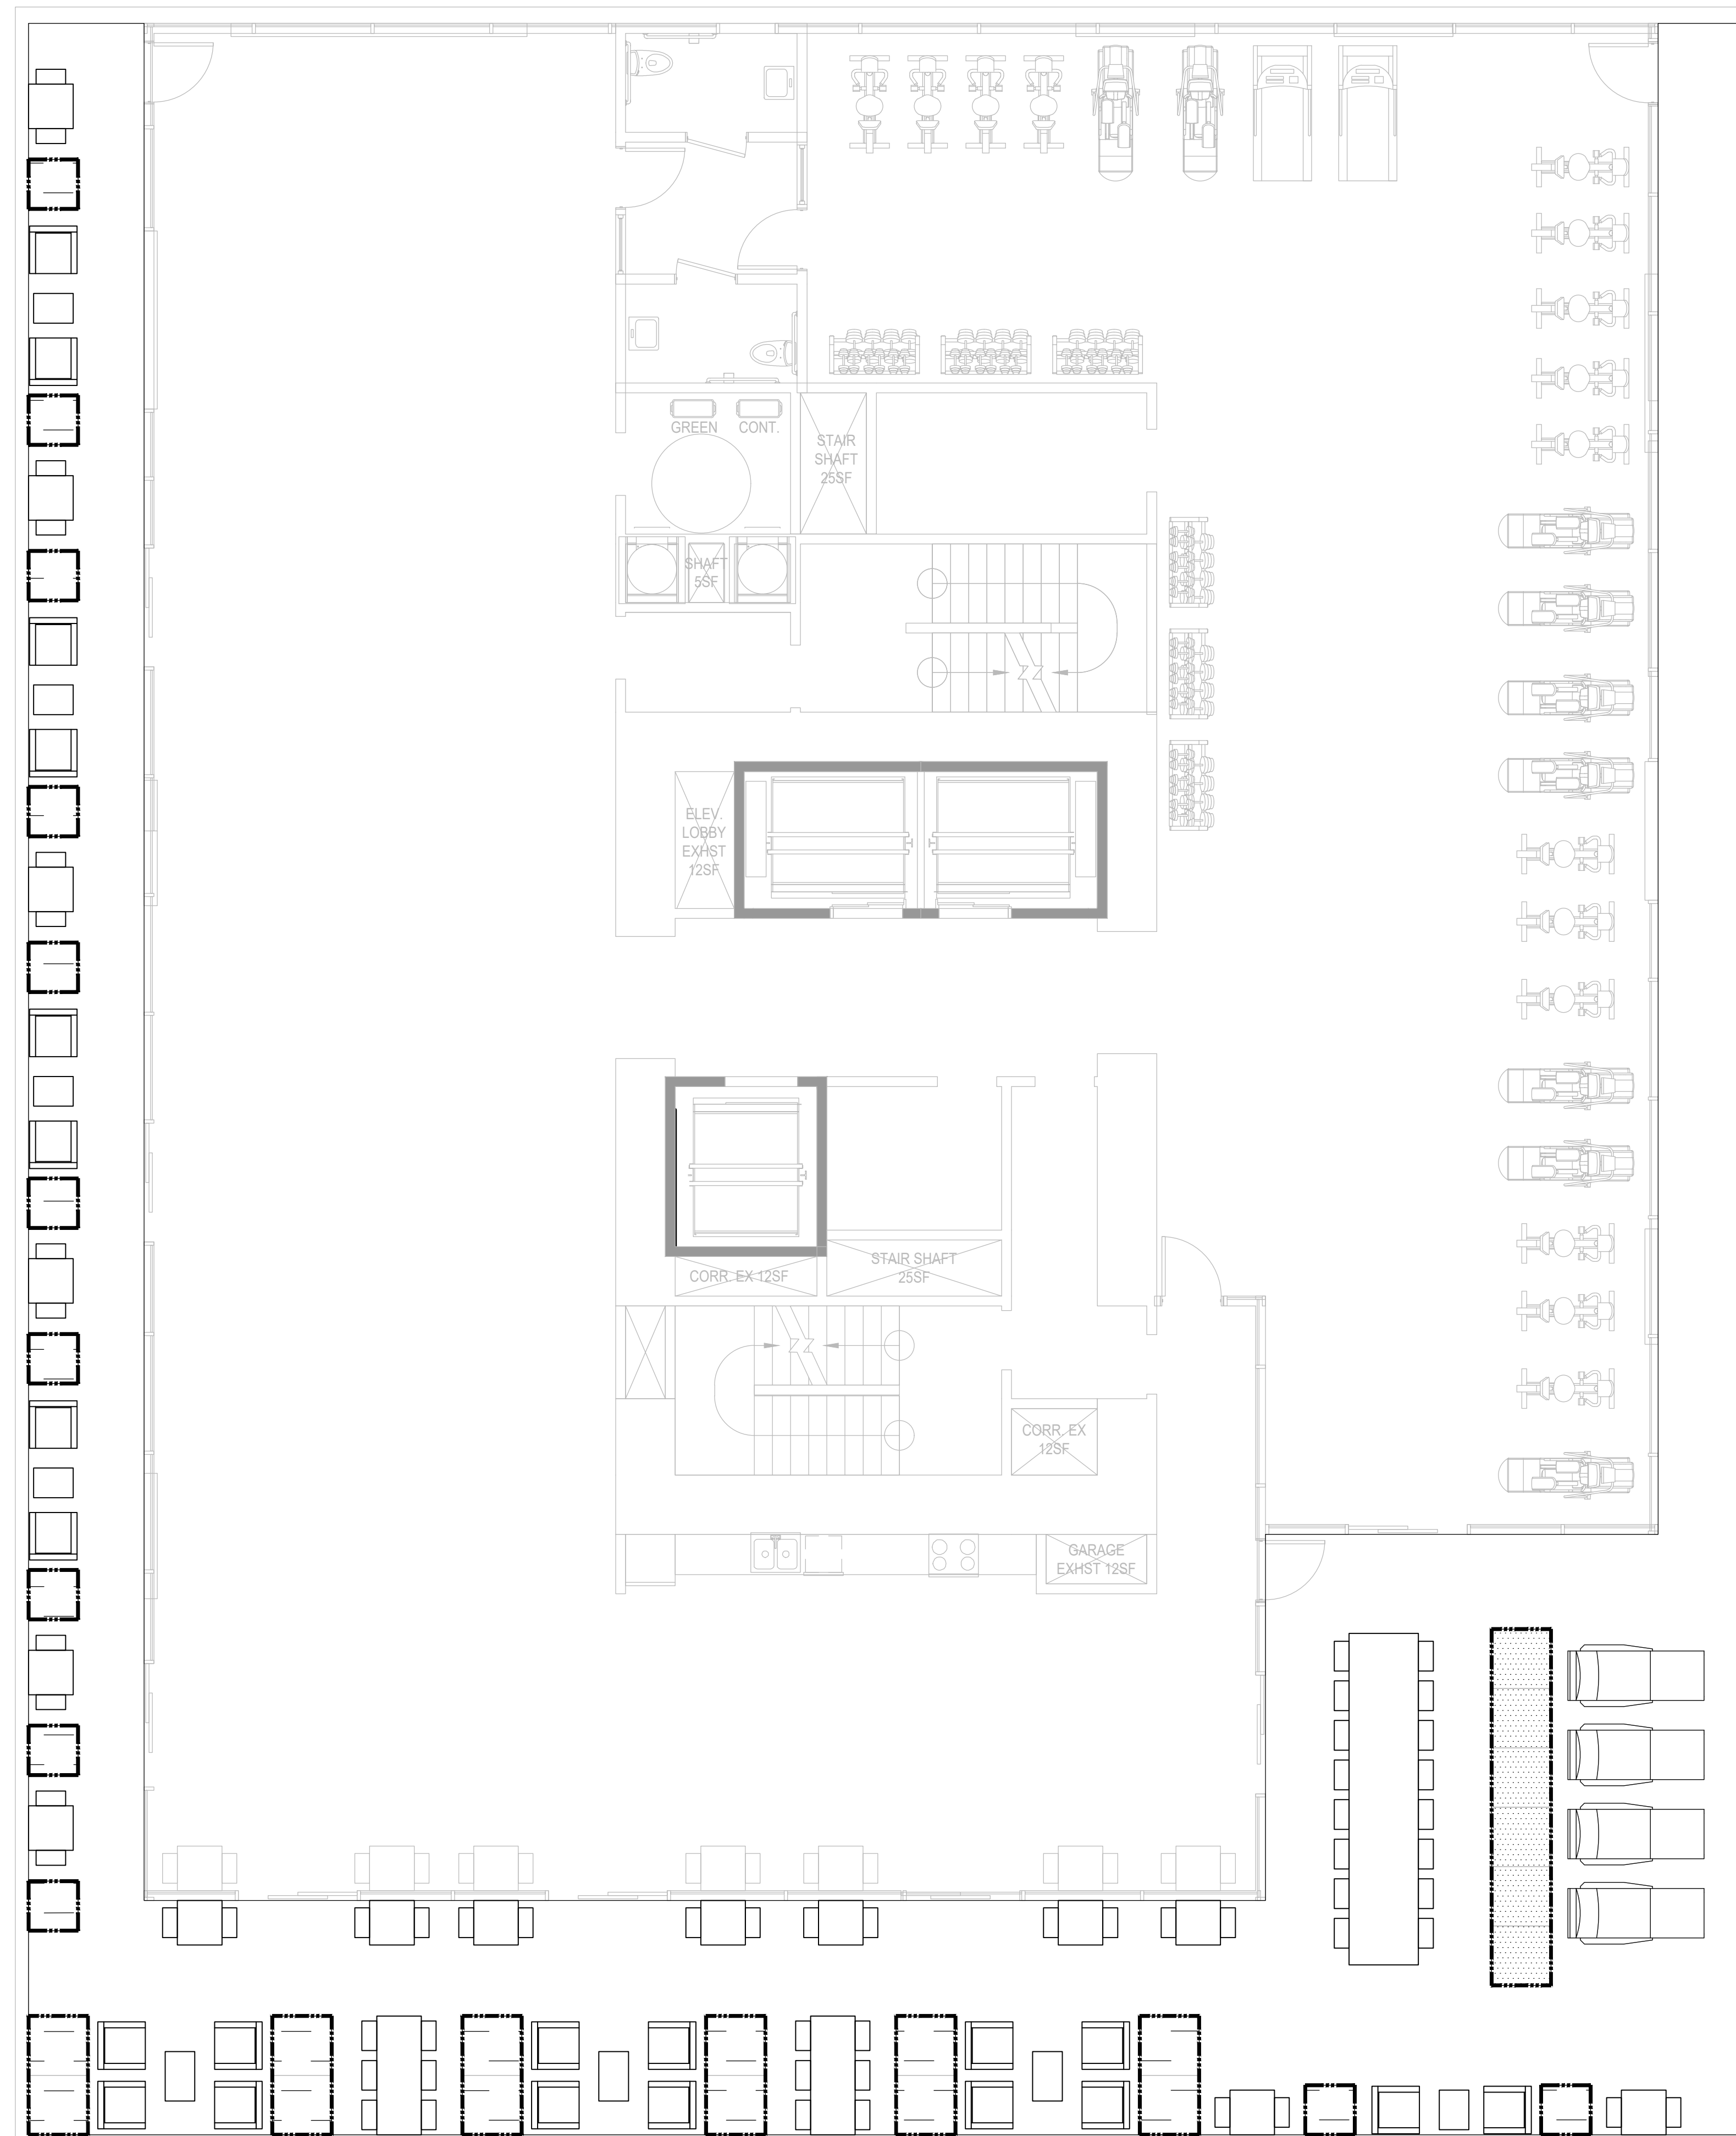 GREEN
CONT.
STAIR
SHAFT
25SF
SHAFT
5SF
ELEV.
LOBBY
EXHST
12SF
STAIR SHAFT
25SF
CORR. EX 12SF
CORR. EX
12SF
GARAGE
EXHST 12SF